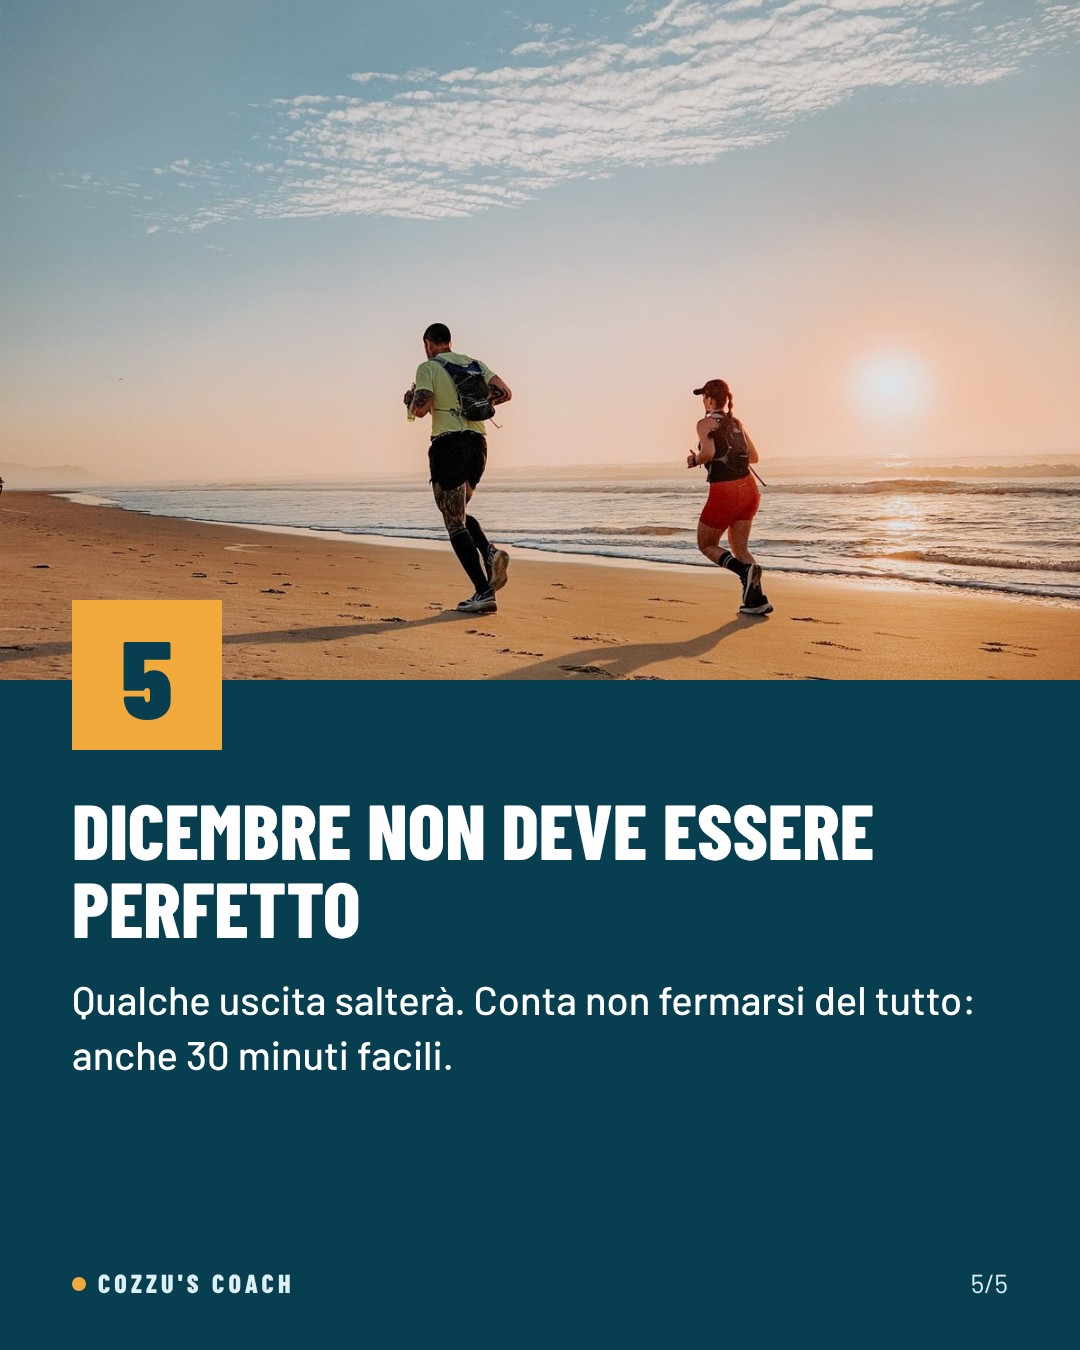 5
DICEMBRE NON DEVE ESSERE
PERFETTO
Qualche uscita salterà. Conta non fermarsi del tutto:
anche 30 minuti facili.
COZZU'S COACH
5/5